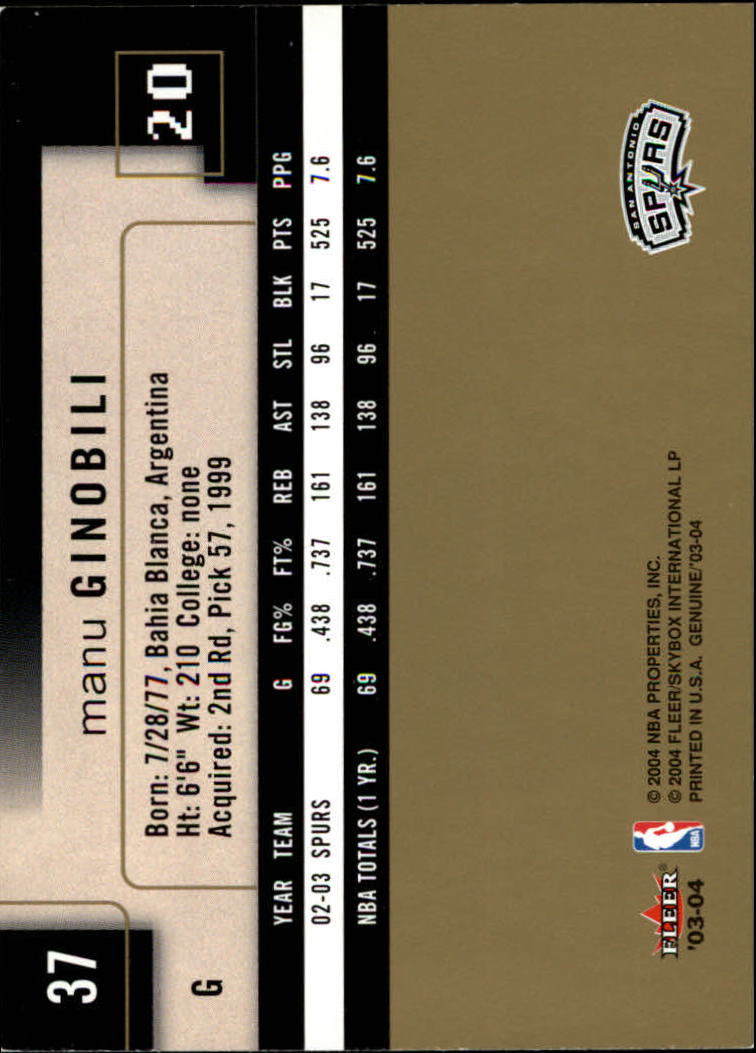 37
20
manu GINOBILI
G
Born: 7/28/77, Bahia Blanca, Argentina
Ht: 6'6" Wt: 210 College: none
Acquired: 2nd Rd, Pick 57, 1999
YEAR TEAM G FG% FT% REB AST STL BLK PTS PPG
02-03 SPURS 69 .438 .737 161 138 96 17 525 7.6
NBA TOTALS (1 YR.) 69 .438 .737 161 138 96 17 525 7.6
SAN ANTONIO
SPURS
FLEER®
'03-04
NBA
© 2004 NBA PROPERTIES, INC.
© 2004 FLEER/SKYBOX INTERNATIONAL LP
PRINTED IN U.S.A. GENUINE/'03-04